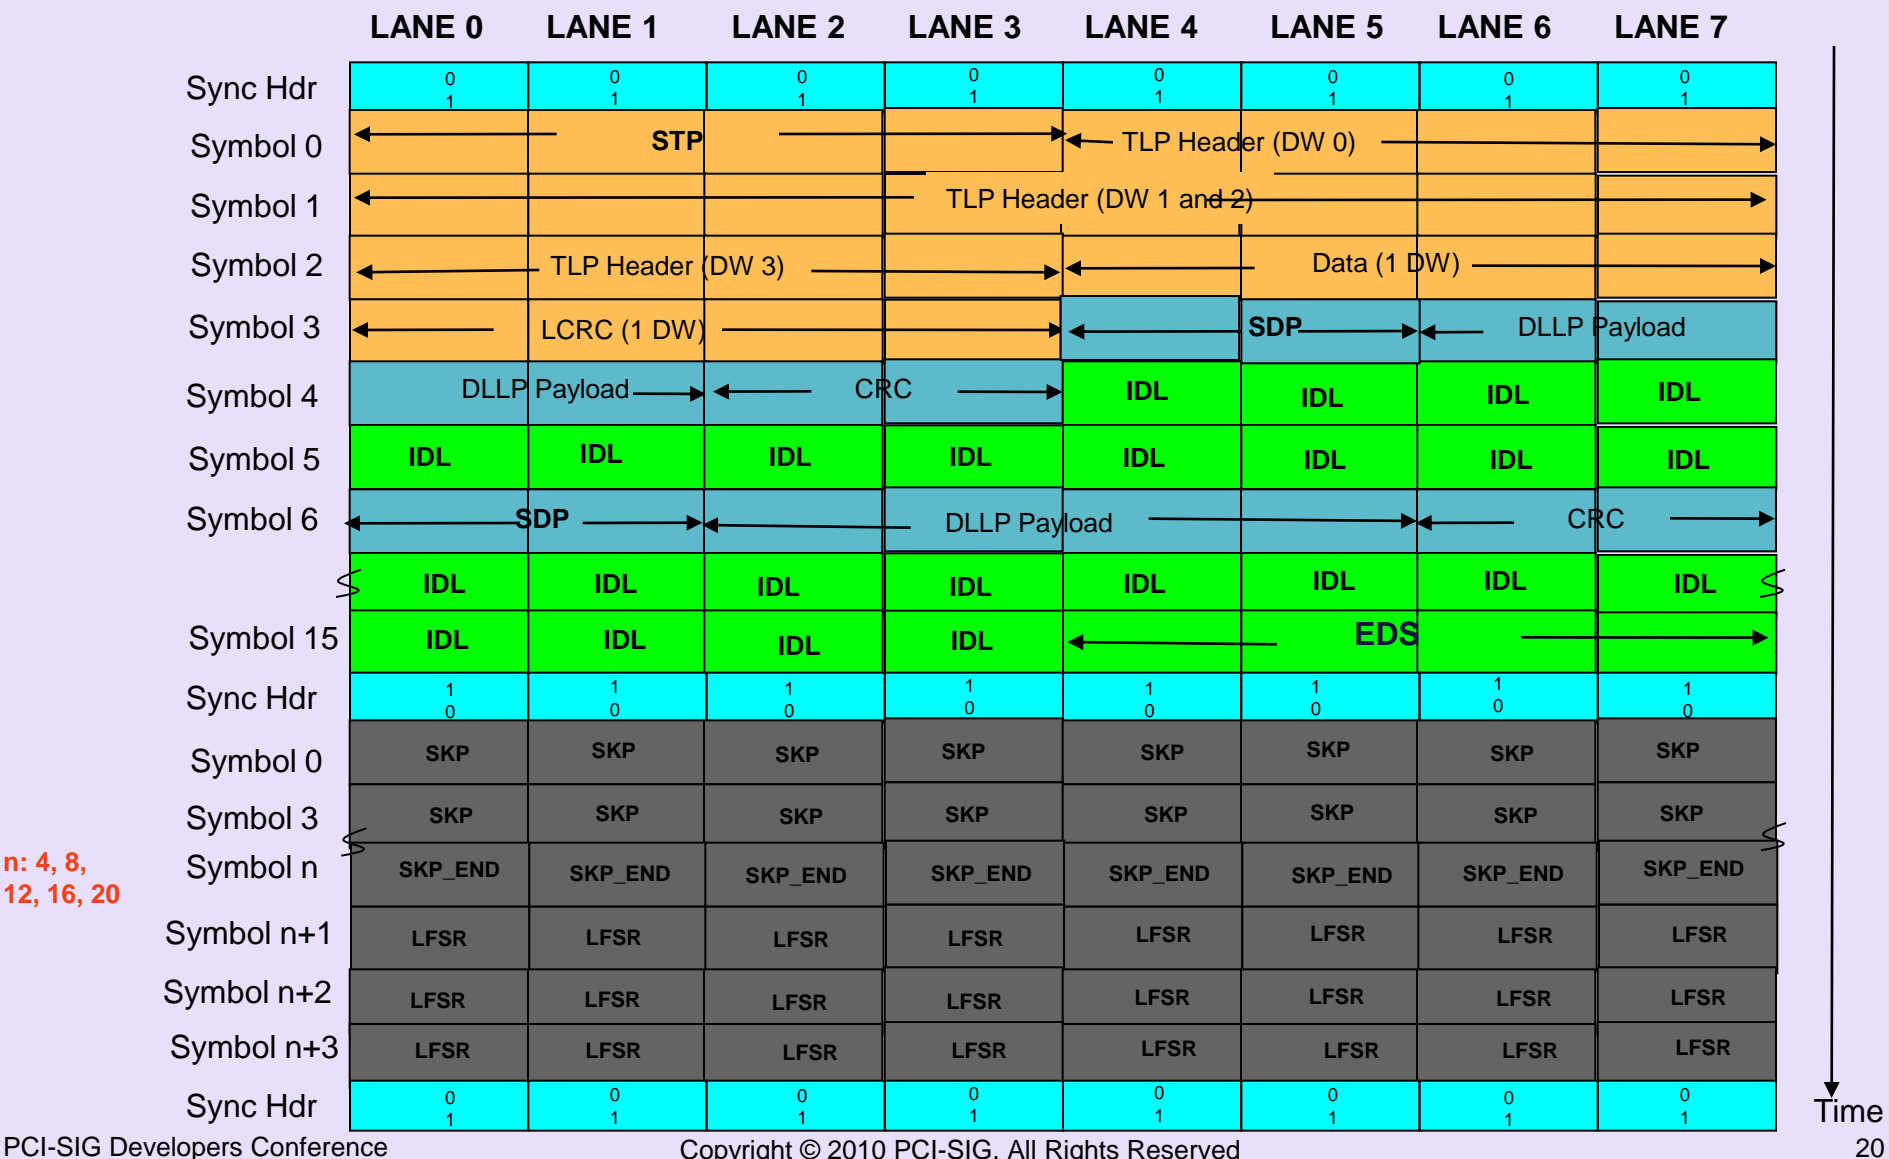 LANE 0 LANE 1 LANE 2 LANE 3 LANE 4 LANE 5 LANE 6 LANE 7
Sync Hdr 0 1 0 1 0 1 0 1 0 1 0 1 0 1 0 1
Symbol 0 STP TLP Header (DW 0)
Symbol 1 TLP Header (DW 1 and 2)
Symbol 2 TLP Header (DW 3) Data (1 DW)
Symbol 3 LCRC (1 DW) SDP DLLP Payload
Symbol 4 DLLP Payload CRC IDL IDL IDL IDL
Symbol 5 IDL IDL IDL IDL IDL IDL IDL IDL
Symbol 6 SDP DLLP Payload CRC
IDL IDL IDL IDL IDL IDL IDL IDL
Symbol 15 IDL IDL IDL IDL EDS
Sync Hdr 1 0 1 0 1 0 1 0 1 0 1 0 1 0 1 0
Symbol 0 SKP SKP SKP SKP SKP SKP SKP SKP
Symbol 3 SKP SKP SKP SKP SKP SKP SKP SKP
n: 4, 8,
12, 16, 20
Symbol n SKP_END SKP_END SKP_END SKP_END SKP_END SKP_END SKP_END SKP_END
Symbol n+1 LFSR LFSR LFSR LFSR LFSR LFSR LFSR LFSR
Symbol n+2 LFSR LFSR LFSR LFSR LFSR LFSR LFSR LFSR
Symbol n+3 LFSR LFSR LFSR LFSR LFSR LFSR LFSR LFSR
Sync Hdr 0 1 0 1 0 1 0 1 0 1 0 1 0 1 0 1
Time
PCI-SIG Developers Conference Copyright © 2010 PCI-SIG. All Rights Reserved 20